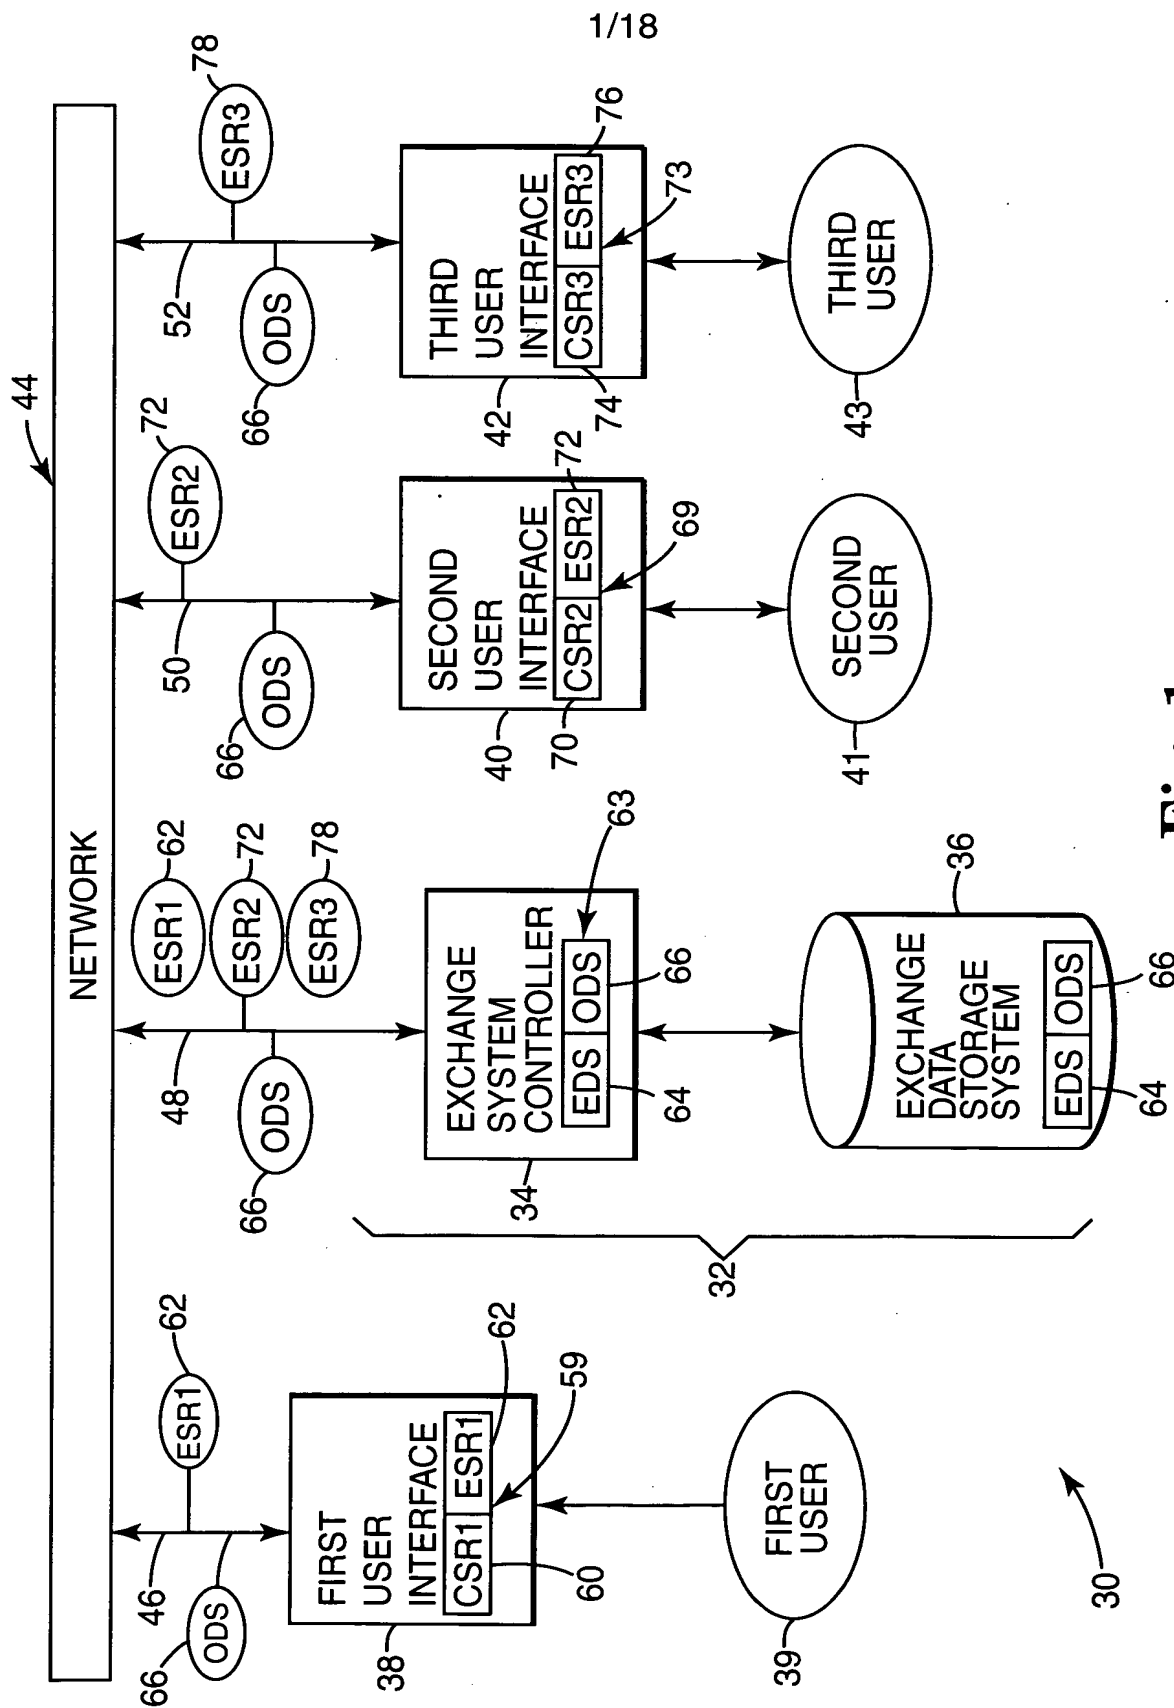 1/18
44
NETWORK
62
ESR1
46
66
ODS
62
ESR1
72
ESR2
78
ESR3
48
66
ODS
72
ESR2
50
66
ODS
78
ESR3
52
66
ODS
FIRST
USER
INTERFACE
CSR1 ESR1
62
59
60
38
EXCHANGE
SYSTEM
CONTROLLER
EDS ODS
63
66
64
34
SECOND
USER
INTERFACE
CSR2 ESR2
72
69
70
40
THIRD
USER
INTERFACE
CSR3 ESR3
76
73
74
42
32
FIRST
USER
39
36
EXCHANGE
DATA
STORAGE
SYSTEM
EDS ODS
66
64
SECOND
USER
41
THIRD
USER
43
30